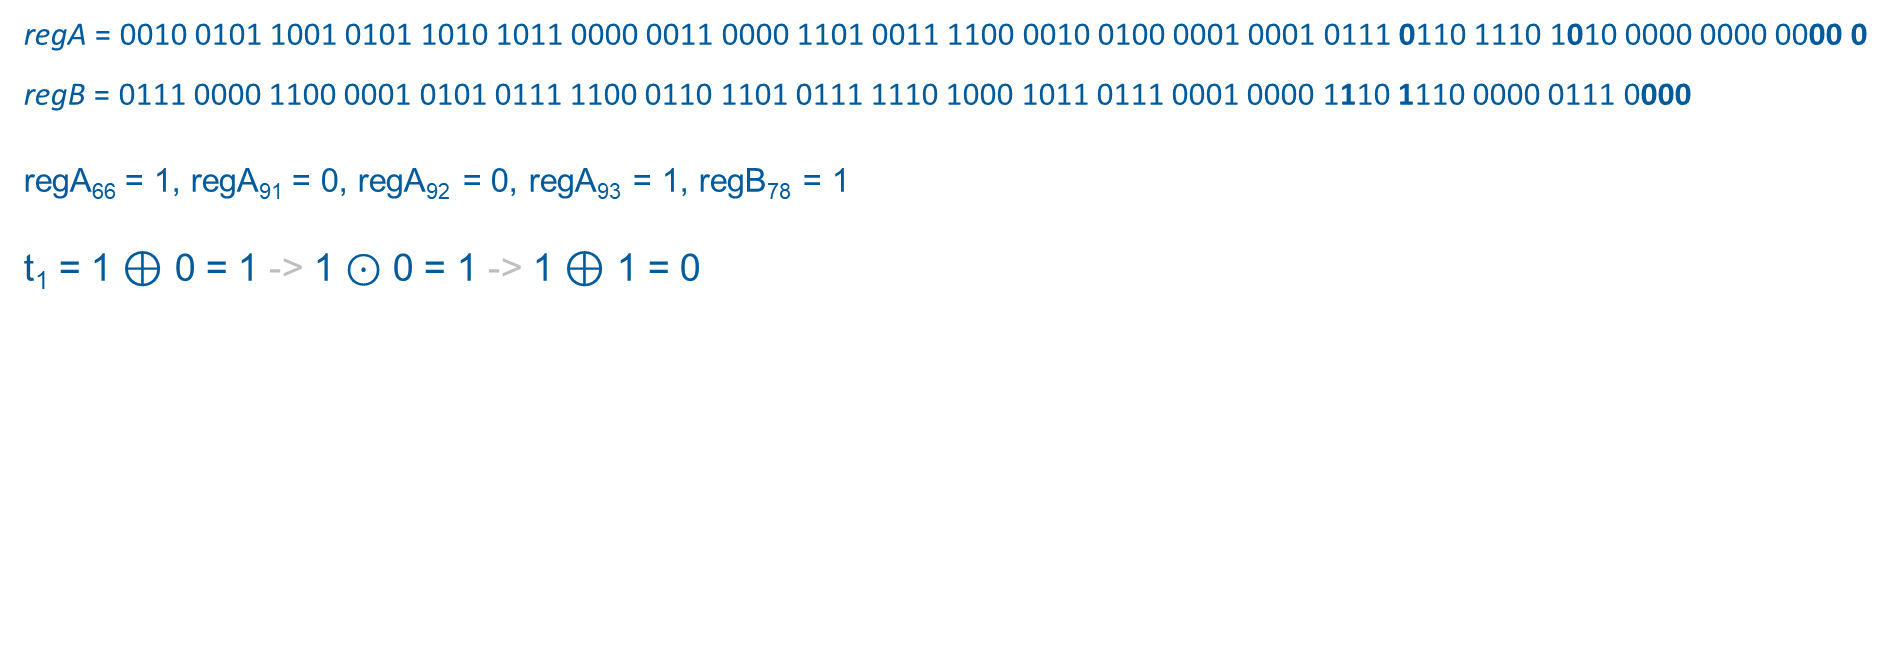 regA = 0010 0101 1001 0101 1010 1011 0000 0011 0000 1101 0011 1100 0010 0100 0001 0001 0111 0110 1110 1010 0000 0000 0000 0
regB = 0111 0000 1100 0001 0101 0111 1100 0110 1101 0111 1110 1000 1011 0111 0001 0000 1110 1110 0000 0111 0000
regA₆₆ = 1, regA₉₁ = 0, regA₉₂ = 0, regA₉₃ = 1, regB₇₈ = 1
t₁ = 1 ⊕ 0 = 1 -> 1 ⊙ 0 = 1 -> 1 ⊕ 1 = 0